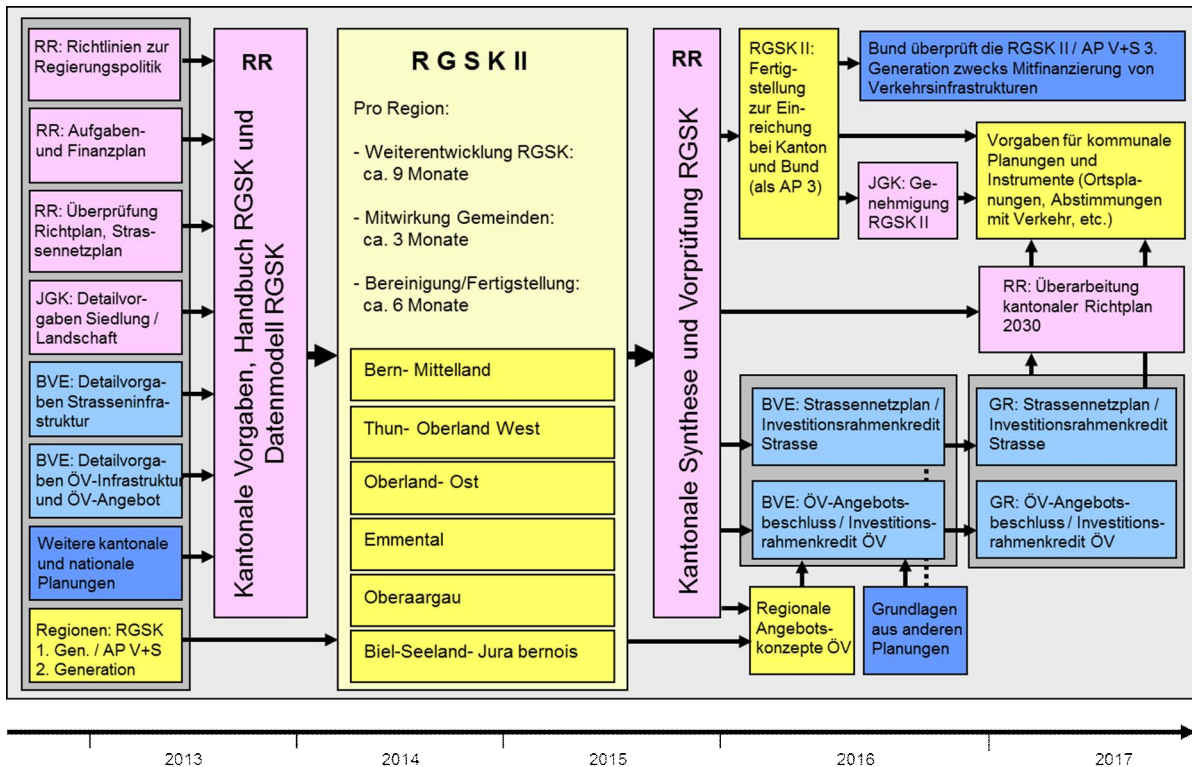 RR: Richtlinien zur
Regierungspolitik
RR: Aufgaben-
und Finanzplan
RR: Überprüfung
Richtplan, Stras-
sennetzplan
JGK: Detailvor-
gaben Siedlung /
Landschaft
BVE: Detailvorga-
ben Strasseninfra-
struktur
BVE: Detailvorga-
ben ÖV-Infrastruktur
und ÖV-Angebot
Weitere kantonale
und nationale
Planungen
Regionen: RGSK
1. Gen. / AP V+S
2. Generation
RR
Kantonale Vorgaben, Handbuch RGSK und
Datenmodell RGSK
RGSK II
Pro Region:
- Weiterentwicklung RGSK:
ca. 9 Monate
- Mitwirkung Gemeinden:
ca. 3 Monate
- Bereinigung/Fertigstellung:
ca. 6 Monate
Bern- Mittelland
Thun- Oberland West
Oberland- Ost
Emmental
Oberaargau
Biel-Seeland- Jura bernois
RR
Kantonale Synthese und Vorprüfung RGSK
RGSK II:
Fertig-
stellung
zur Ein-
reichung
bei Kanton
und Bund
(als AP 3)
Bund überprüft die RGSK II / AP V+S 3.
Generation zwecks Mitfinanzierung von
Verkehrsinfrastrukturen
JGK: Ge-
nehmigung
RGSK II
Vorgaben für kommunale
Planungen und
Instrumente (Ortspla-
nungen, Abstimmungen
mit Verkehr, etc.)
RR: Überarbeitung
kantonaler Richtplan
2030
BVE: Strassennetzplan /
Investitionsrahmenkredit
Strasse
GR: Strassennetzplan /
Investitionsrahmenkredit
Strasse
BVE: ÖV-Angebots-
beschluss / Investitions-
rahmenkredit ÖV
GR: ÖV-Angebots-
beschluss / Investitions-
rahmenkredit ÖV
Regionale
Angebots-
konzepte ÖV
Grundlagen
aus anderen
Planungen
2013
2014
2015
2016
2017